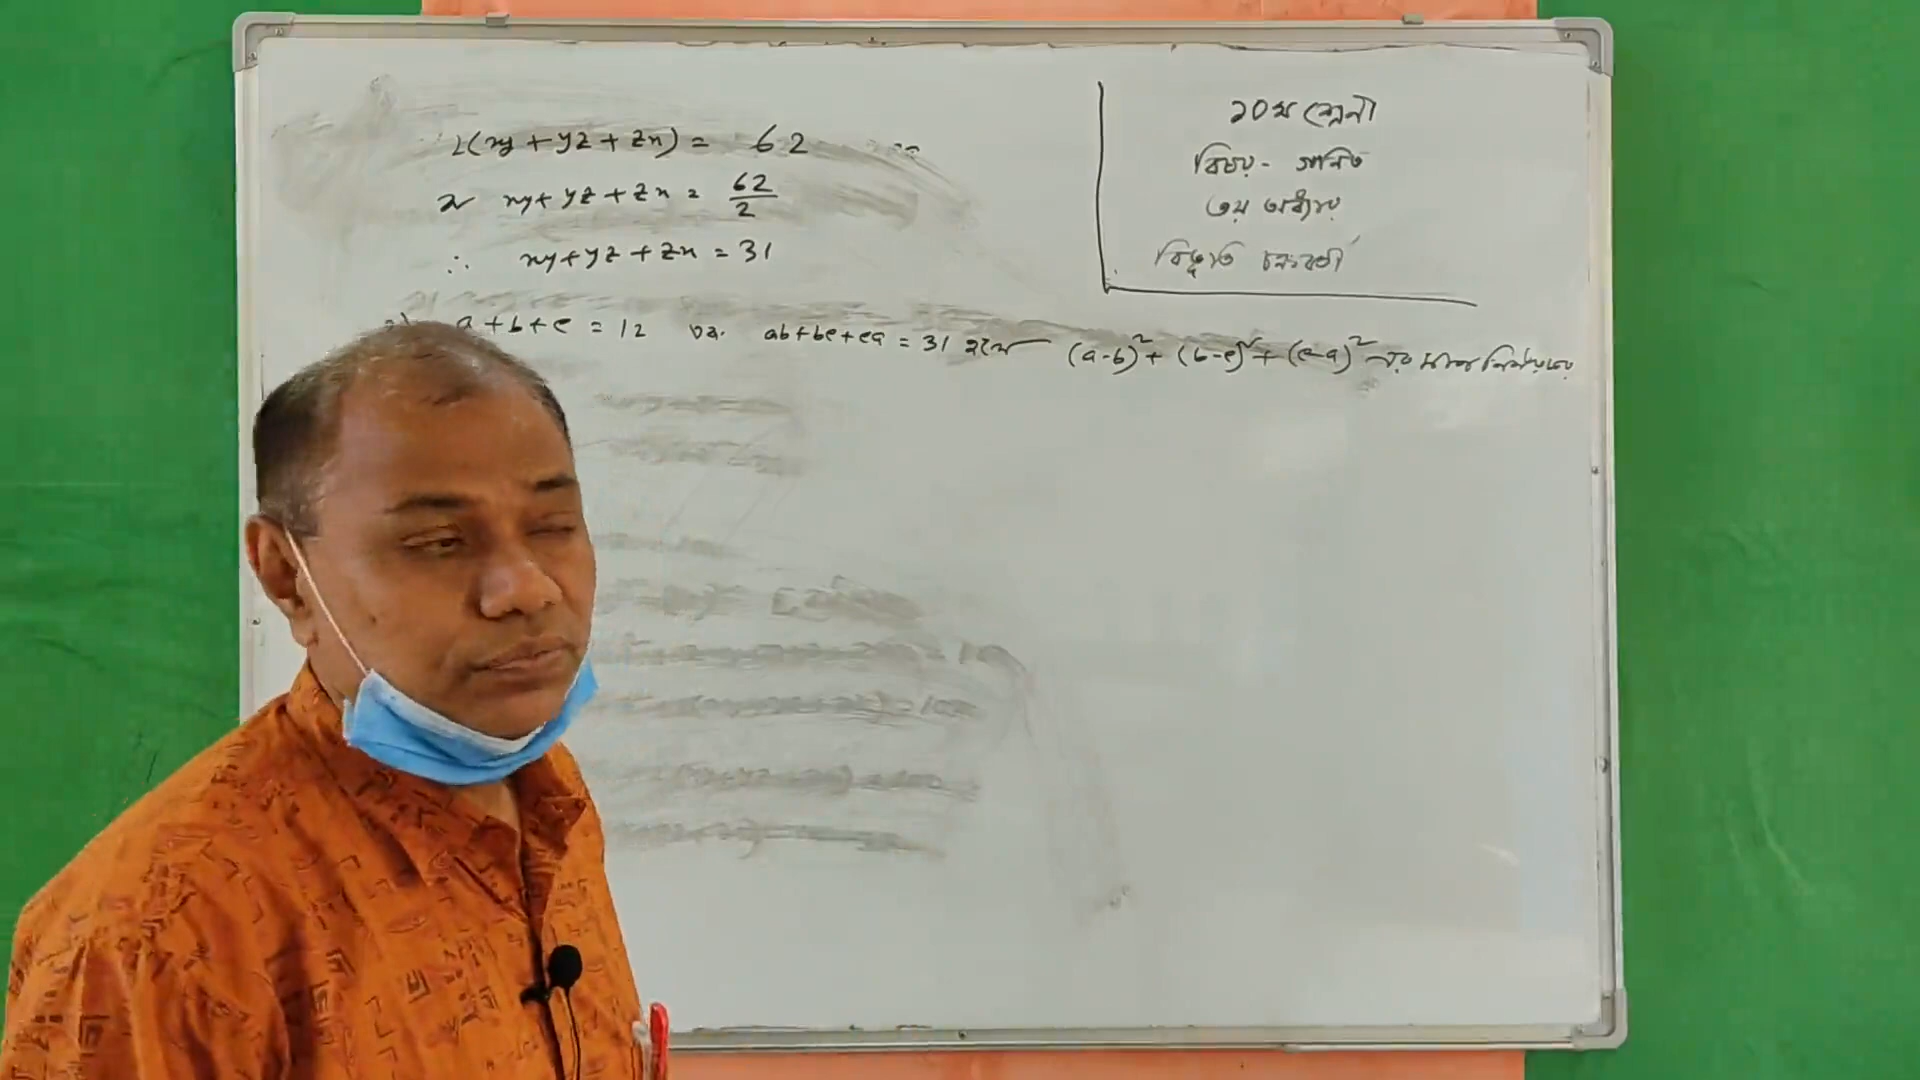 2(xy + yz + zx) = 62
বা xy + yz + zx = 62/2
∴ xy + yz + zx = 31
a + b + c = 12 এবং ab + bc + ca = 31 হলে (a-b)² + (b-c)² + (c-a)² এর মান নির্ণয় কর
১০ম শ্রেণী
বিষয় - গণিত
৩য় অধ্যায়
বিভূতি চক্রবর্তী